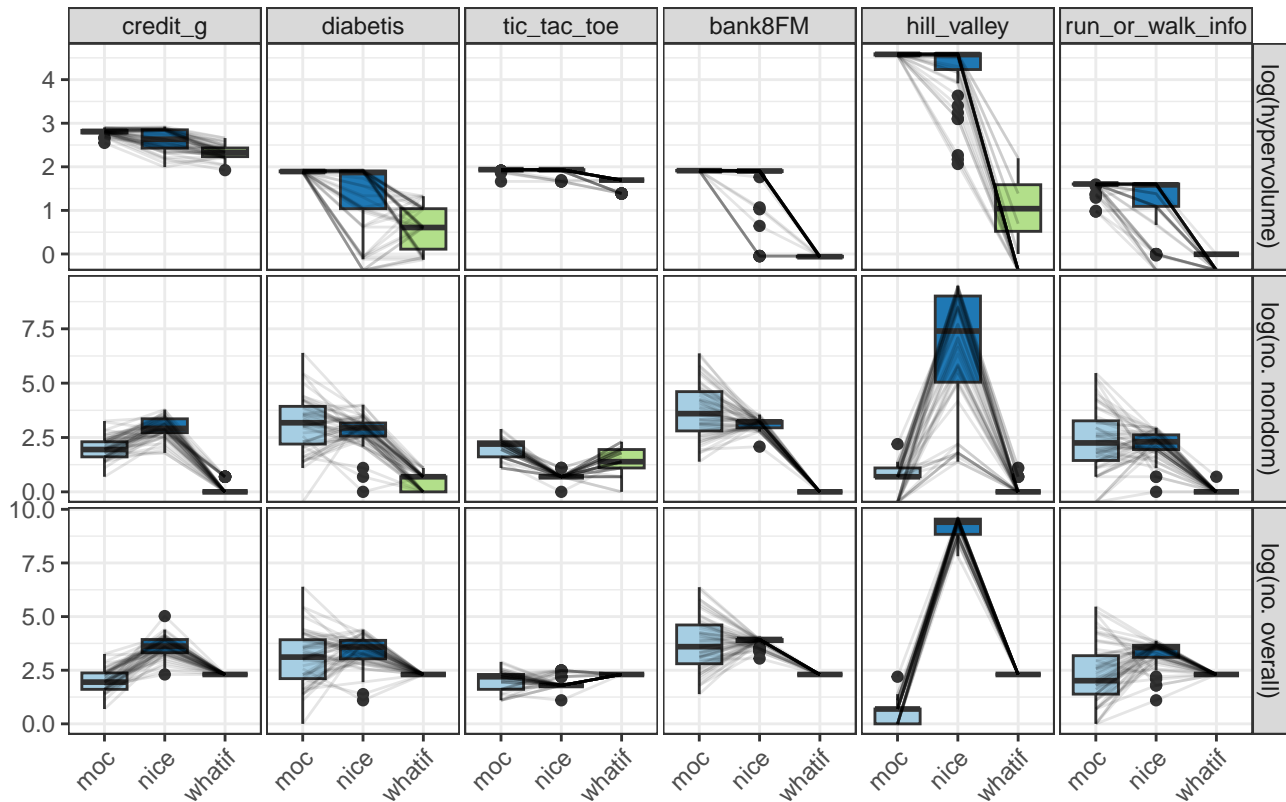 credit_g diabetis tic_tac_toe bank8FM hill_valley run_or_walk_info
4
3
2
1
0
log(hypervolume)
7.5
5.0
2.5
0.0
log(no. nondom)
10.0
7.5
5.0
2.5
0.0
log(no. overall)
moc nice whatif moc nice whatif moc nice whatif moc nice whatif moc nice whatif moc nice whatif